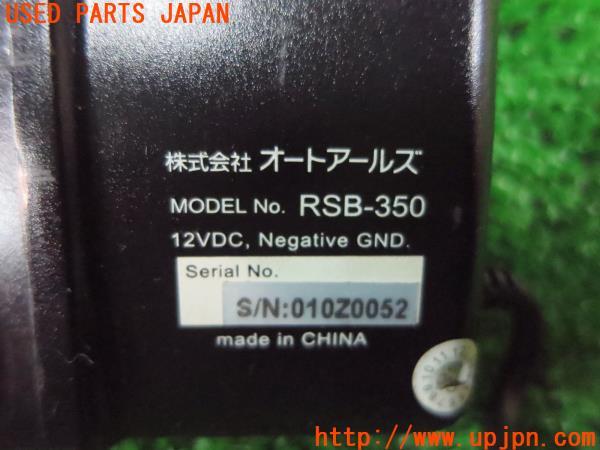 USED PARTS JAPAN
株式会社 オートアールズ
MODEL No. RSB-350
12VDC, Negative GND.
Serial No.
S/N:010Z0052
made in CHINA
http://www.upjpn.com